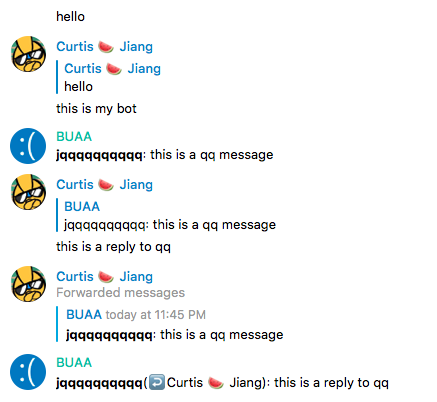 hello
Curtis 🍉 Jiang
Curtis 🍉 Jiang
hello
this is my bot
:(
BUAA
jqqqqqqqqqq: this is a qq message
Curtis 🍉 Jiang
BUAA
jqqqqqqqqqq: this is a qq message
this is a reply to qq
Curtis 🍉 Jiang
Forwarded messages
BUAA today at 11:45 PM
jqqqqqqqqqq: this is a qq message
:(
BUAA
jqqqqqqqqqq(↩️Curtis 🍉 Jiang): this is a reply to qq